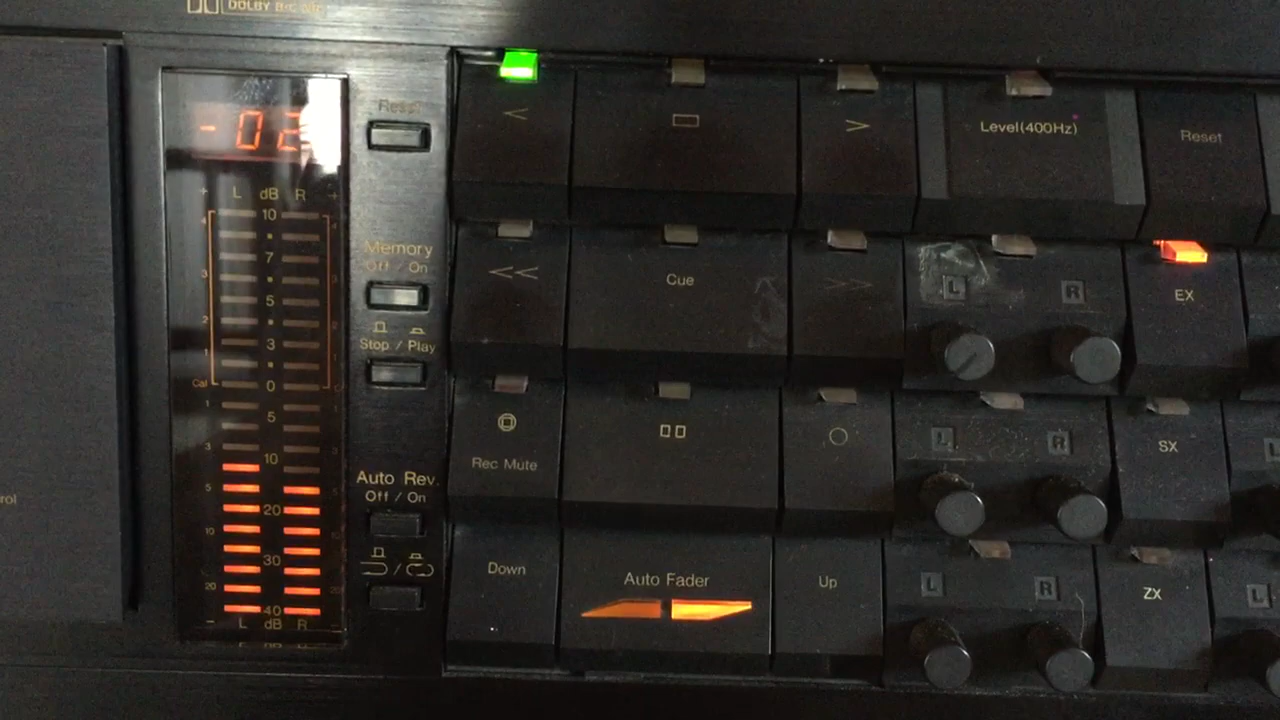 DOLBY B·C NR
-02
Reset
L dB R
+ +
10
7
5
3
Cal 0
5
10
20
30
40
L dB R
Memory
Off / On
Stop / Play
Auto Rev.
Off / On
rol
<
>
Level(400Hz)
Reset
<<
Cue
>>
L R
EX
Rec Mute
L R
SX
L
Down
Auto Fader
Up
L R
ZX
L